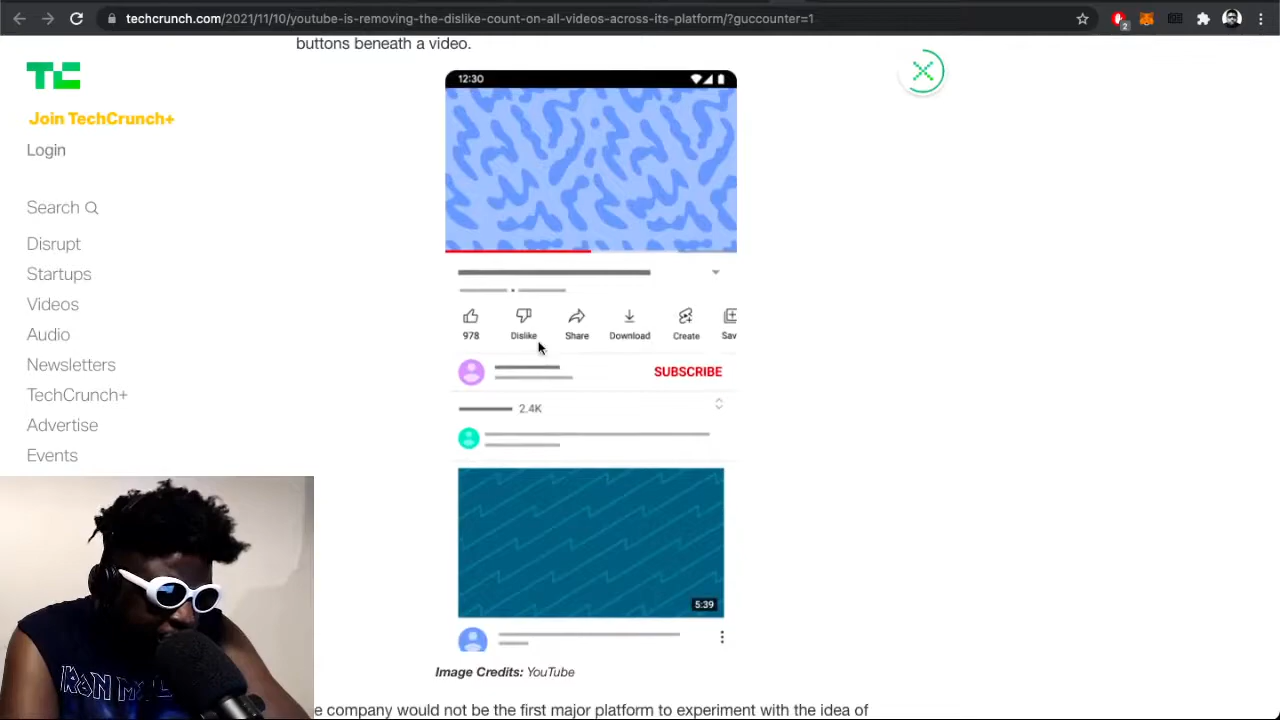 techcrunch.com/2021/11/10/youtube-is-removing-the-dislike-count-on-all-videos-across-its-platform/?guccounter=1
2
buttons beneath a video.
TC
Join TechCrunch+
Login
Search
Disrupt
Startups
Videos
Audio
Newsletters
TechCrunch+
Advertise
Events
12:30
978
Dislike
Share
Download
Create
Sav
SUBSCRIBE
2.4K
5:39
Image Credits: YouTube
e company would not be the first major platform to experiment with the idea of
IRON M